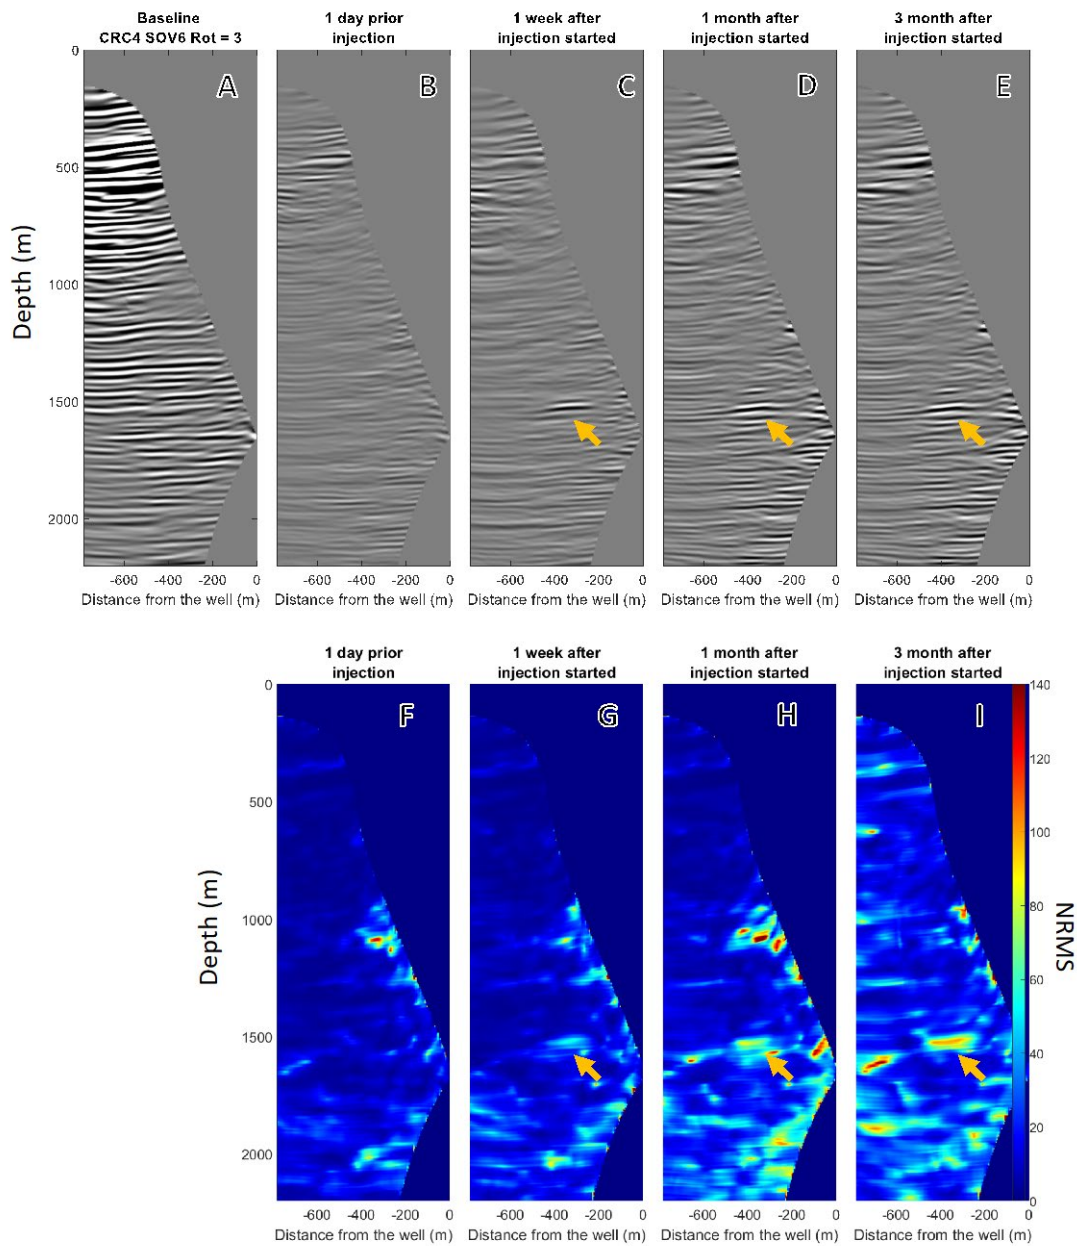 Baseline
CRC4 SOV6 Rot = 3
1 day prior
injection
1 week after
injection started
1 month after
injection started
3 month after
injection started
A
B
C
D
E
Depth (m)
0
500
1000
1500
2000
-600 -400 -200 0
-600 -400 -200 0
-600 -400 -200 0
-600 -400 -200 0
-600 -400 -200 0
Distance from the well (m)
Distance from the well (m)
Distance from the well (m)
Distance from the well (m)
Distance from the well (m)
1 day prior
injection
1 week after
injection started
1 month after
injection started
3 month after
injection started
F
G
H
I
Depth (m)
0
500
1000
1500
2000
140
120
100
80
60
40
20
0
NRMS
-600 -400 -200 0
-600 -400 -200 0
-600 -400 -200 0
-600 -400 -200 0
Distance from the well (m)
Distance from the well (m)
Distance from the well (m)
Distance from the well (m)